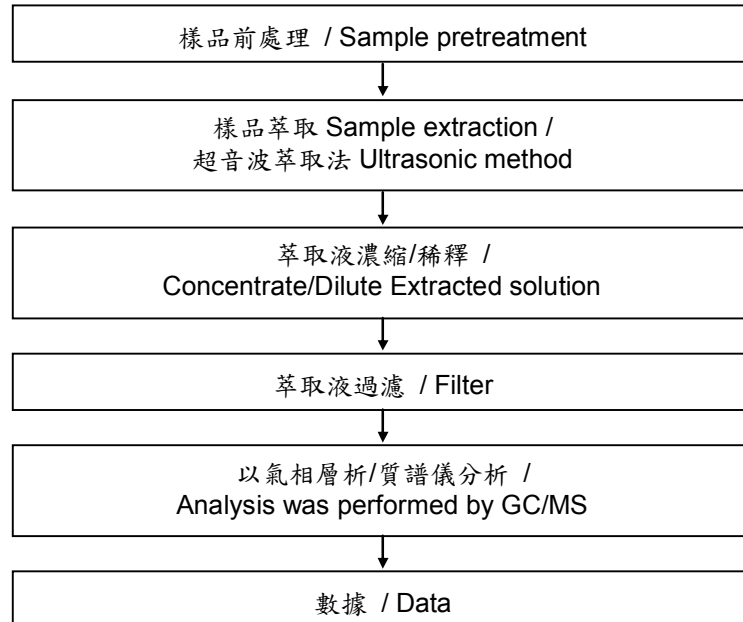 樣品前處理 / Sample pretreatment
樣品萃取 Sample extraction /
超音波萃取法 Ultrasonic method
萃取液濃縮/稀釋 /
Concentrate/Dilute Extracted solution
萃取液過濾 / Filter
以氣相層析/質譜儀分析 /
Analysis was performed by GC/MS
數據 / Data